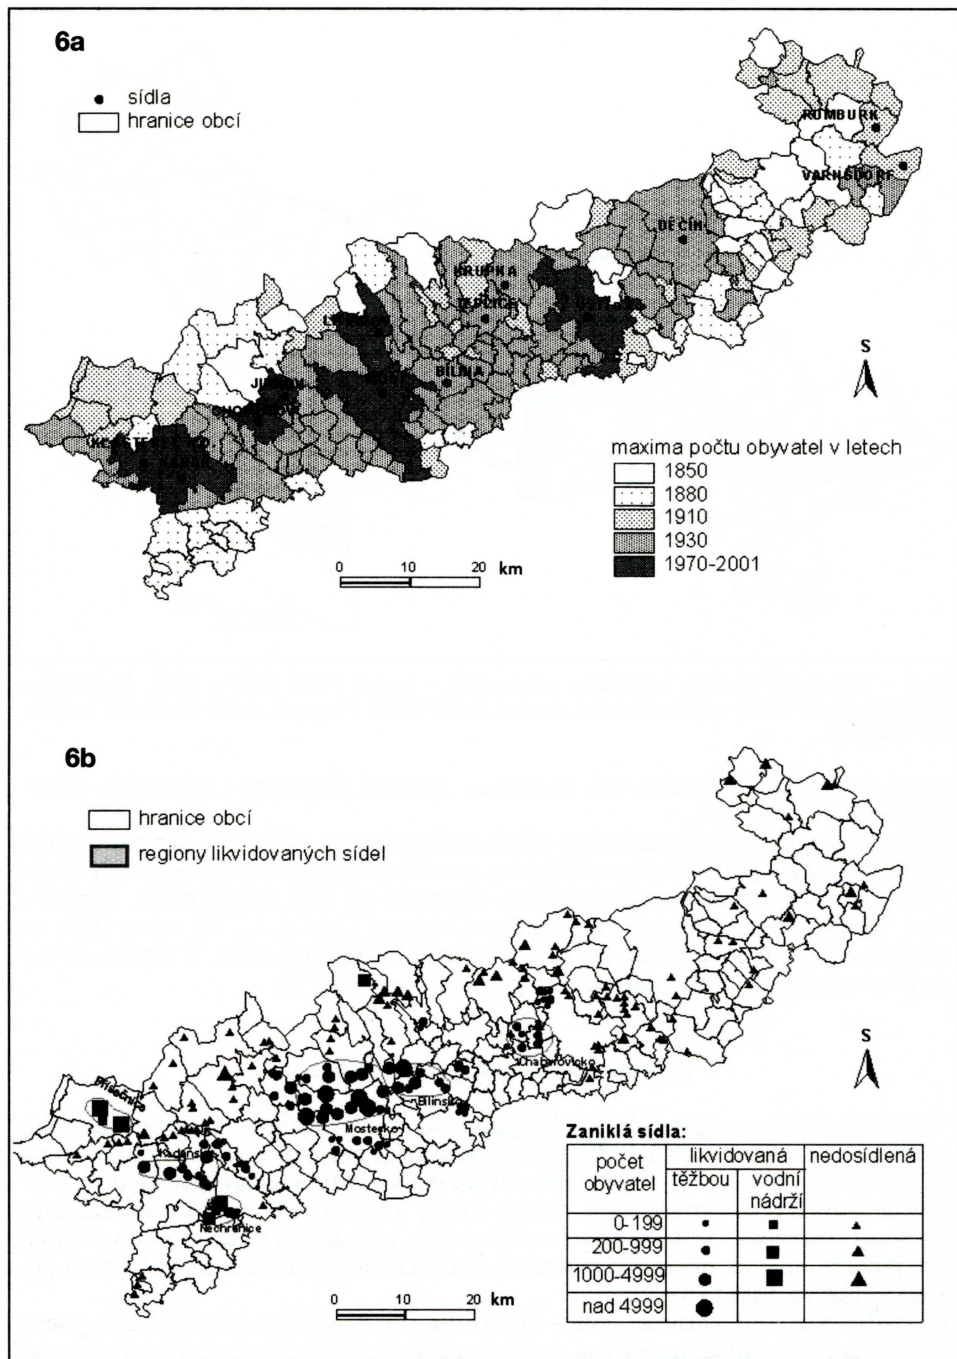 6a
sídla
hranice obcí
RUMBURK
VARNSDORF
DĚČÍN
KRUPKA
TEPLICE
BÍLINA
MOST
S
maxima počtu obyvatel v letech
1850
1880
1910
1930
1970-2001
0 10 20 km
6b
hranice obcí
regiony likvidovaných sídel
Chabařovicko
Přísečnice
Bílinsko
Mostecko
Kadaňsko
Nechranice
S
Zaniklá sídla:
počet obyvatel
likvidovaná
nedosídlená
těžbou
vodní nádrží
0-199
200-999
1000-4999
nad 4999
0 10 20 km